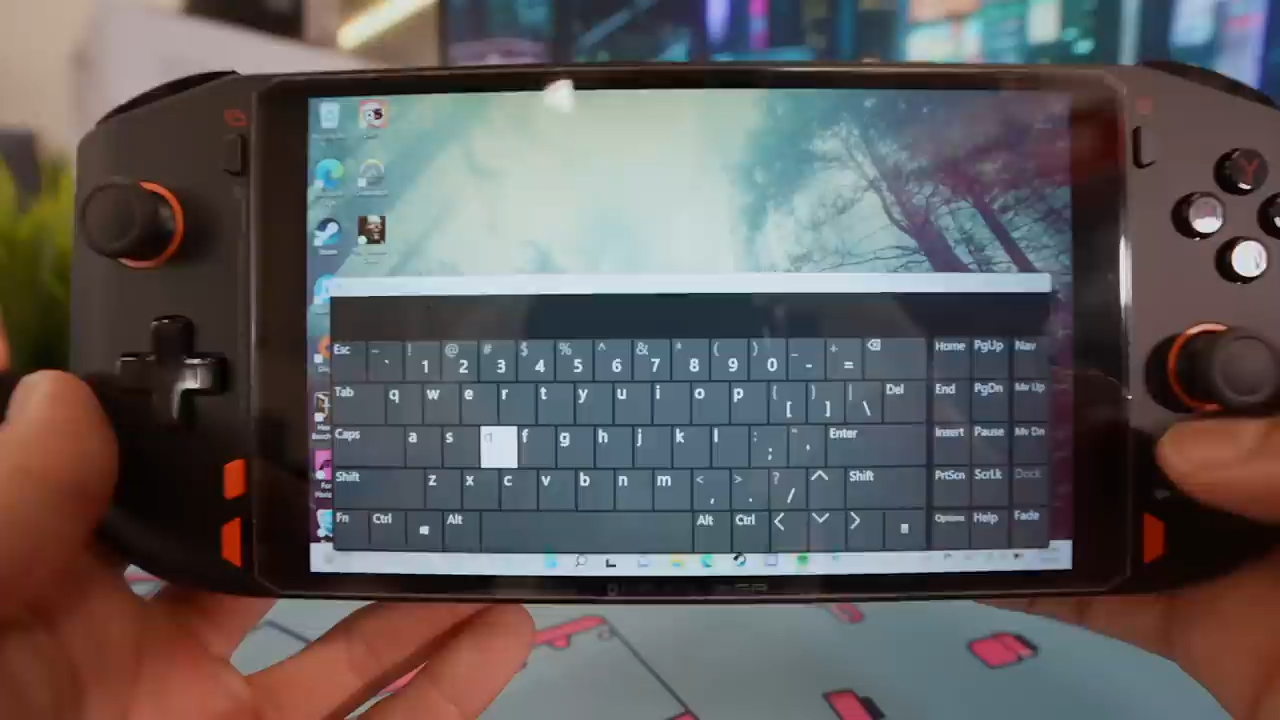 Esc ~ ! @ # $ % ^ & * ( ) _ + Home PgUp Nav
` 1 2 3 4 5 6 7 8 9 0 - =
Tab q w e r t y u i o p { } | Del End PgDn Mv Up
[ ] \
Caps a s d f g h j k l : " Enter Insert Pause Mv Dn
; '
Shift z x c v b n m < > ? Shift PrtScn ScrLk Dock
, . /
Fn Ctrl Alt Alt Ctrl Options Help Fade
Y